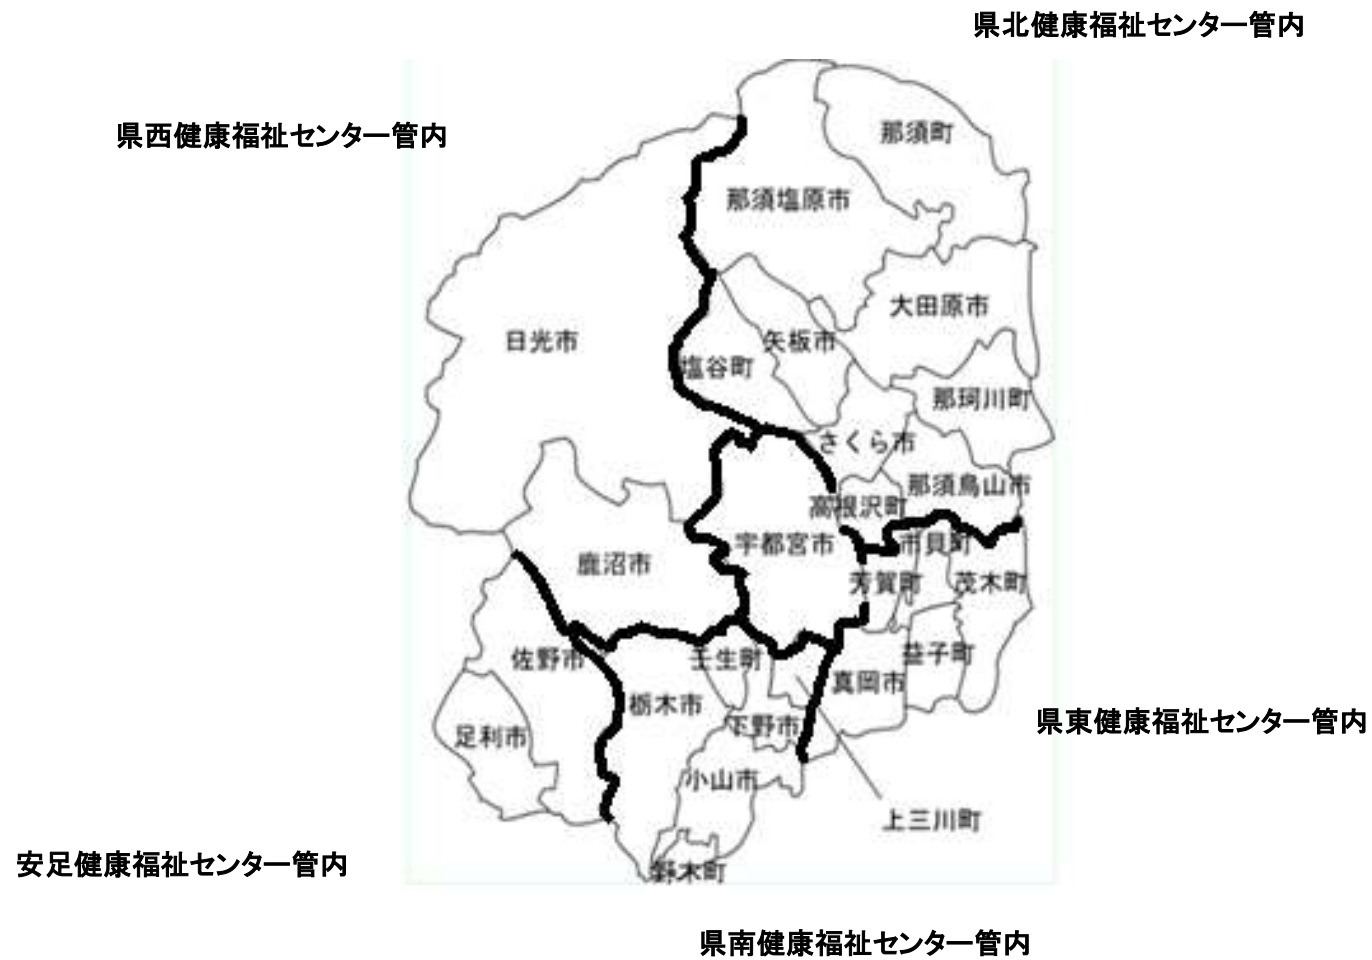 県北健康福祉センター管内
県西健康福祉センター管内
那須町
那須塩原市
大田原市
日光市
矢板市
塩谷町
那珂川町
さくら市
那須烏山市
高根沢町
宇都宮市
市貝町
鹿沼市
芳賀町
茂木町
佐野市
壬生町
益子町
真岡市
栃木市
県東健康福祉センター管内
下野市
足利市
小山市
上三川町
安足健康福祉センター管内
野木町
県南健康福祉センター管内